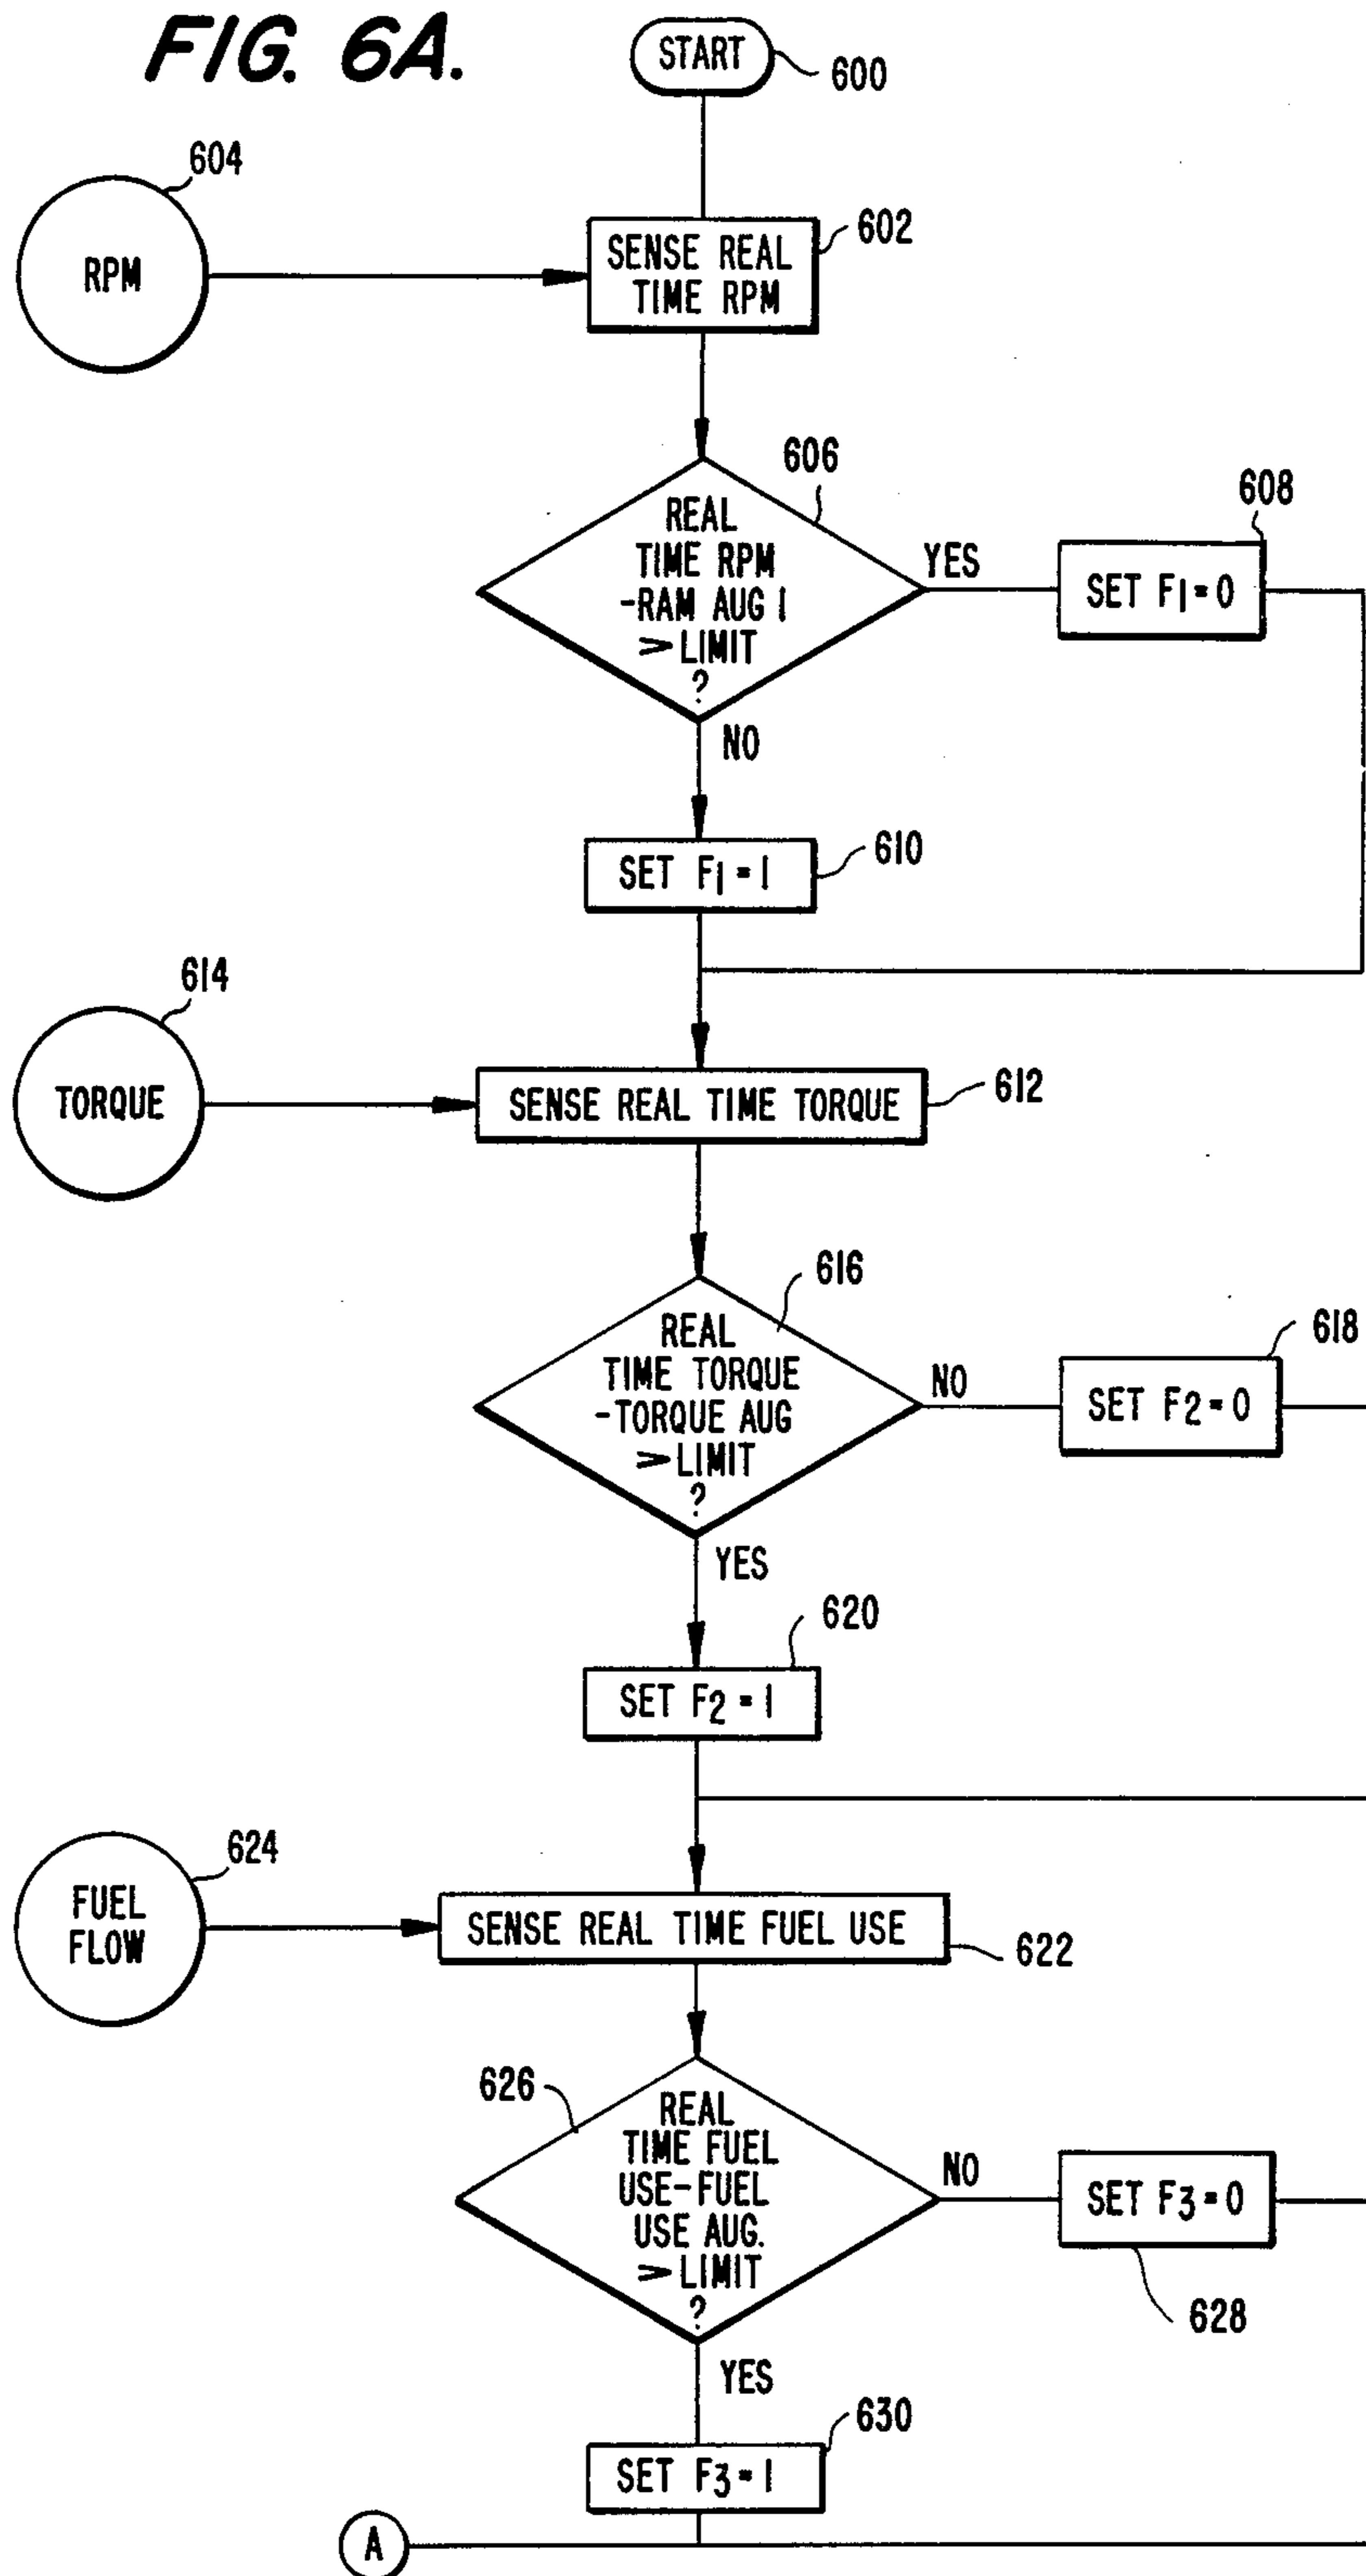 FIG. 6A.
START
600
604
RPM
602
SENSE REAL
TIME RPM
606
REAL
TIME RPM
-RAM AUG 1
> LIMIT
?
YES
608
SET F1 = 0
NO
SET F1 = 1
610
614
TORQUE
SENSE REAL TIME TORQUE
612
616
REAL
TIME TORQUE
-TORQUE AUG
> LIMIT
?
NO
618
SET F2 = 0
YES
620
SET F2 = 1
624
FUEL
FLOW
SENSE REAL TIME FUEL USE
622
626
REAL
TIME FUEL
USE-FUEL
USE AUG.
> LIMIT
?
NO
SET F3 = 0
628
YES
630
SET F3 = 1
A